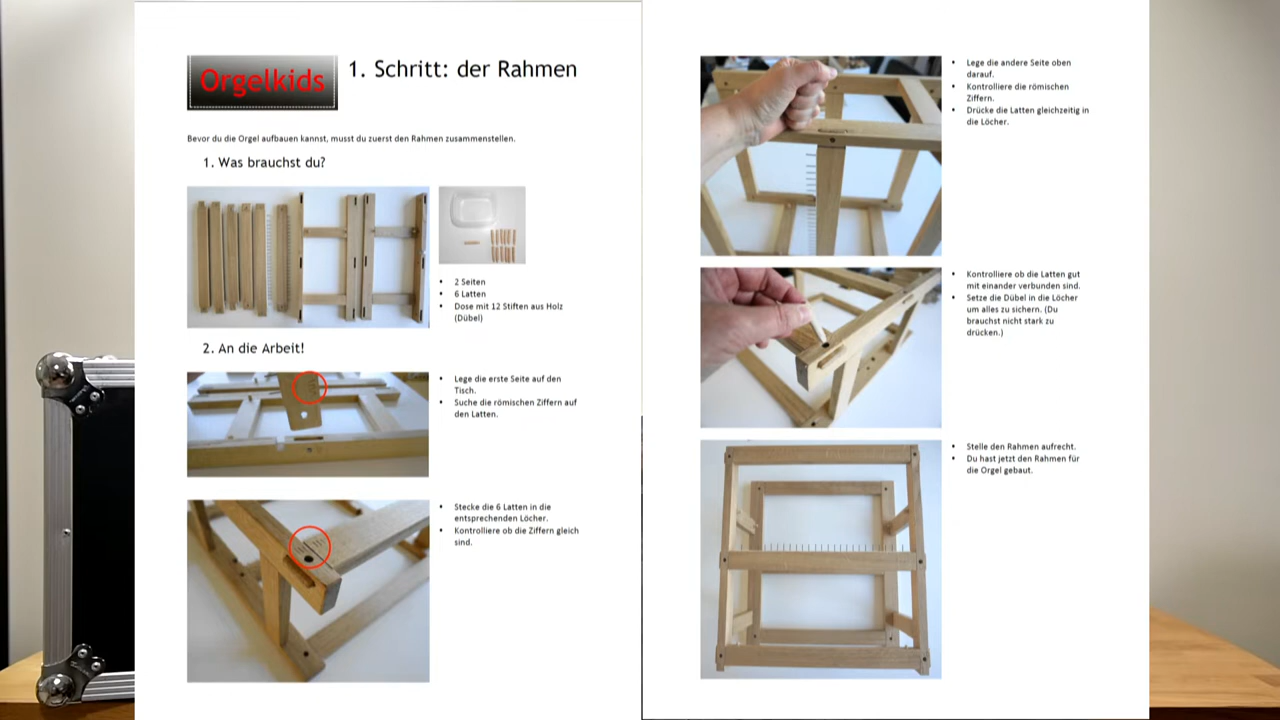 Orgelkids
1. Schritt: der Rahmen
Bevor du die Orgel aufbauen kannst, musst du zuerst den Rahmen zusammenstellen.
1. Was brauchst du?
• 2 Seiten
• 6 Latten
• Dose mit 12 Stiften aus Holz
(Dübel)
2. An die Arbeit!
• Lege die erste Seite auf den
Tisch.
• Suche die römischen Ziffern auf
den Latten.
• Stecke die 6 Latten in die
entsprechenden Löcher.
• Kontrolliere ob die Ziffern gleich
sind.
• Lege die andere Seite oben
darauf.
• Kontrolliere die römischen
Ziffern.
• Drücke die Latten gleichzeitig in
die Löcher.
• Kontrolliere ob die Latten gut
mit einander verbunden sind.
• Setze die Dübel in die Löcher
um alles zu sichern. (Du
brauchst nicht stark zu
drücken.)
• Stelle den Rahmen aufrecht.
• Du hast jetzt den Rahmen für
die Orgel gebaut.